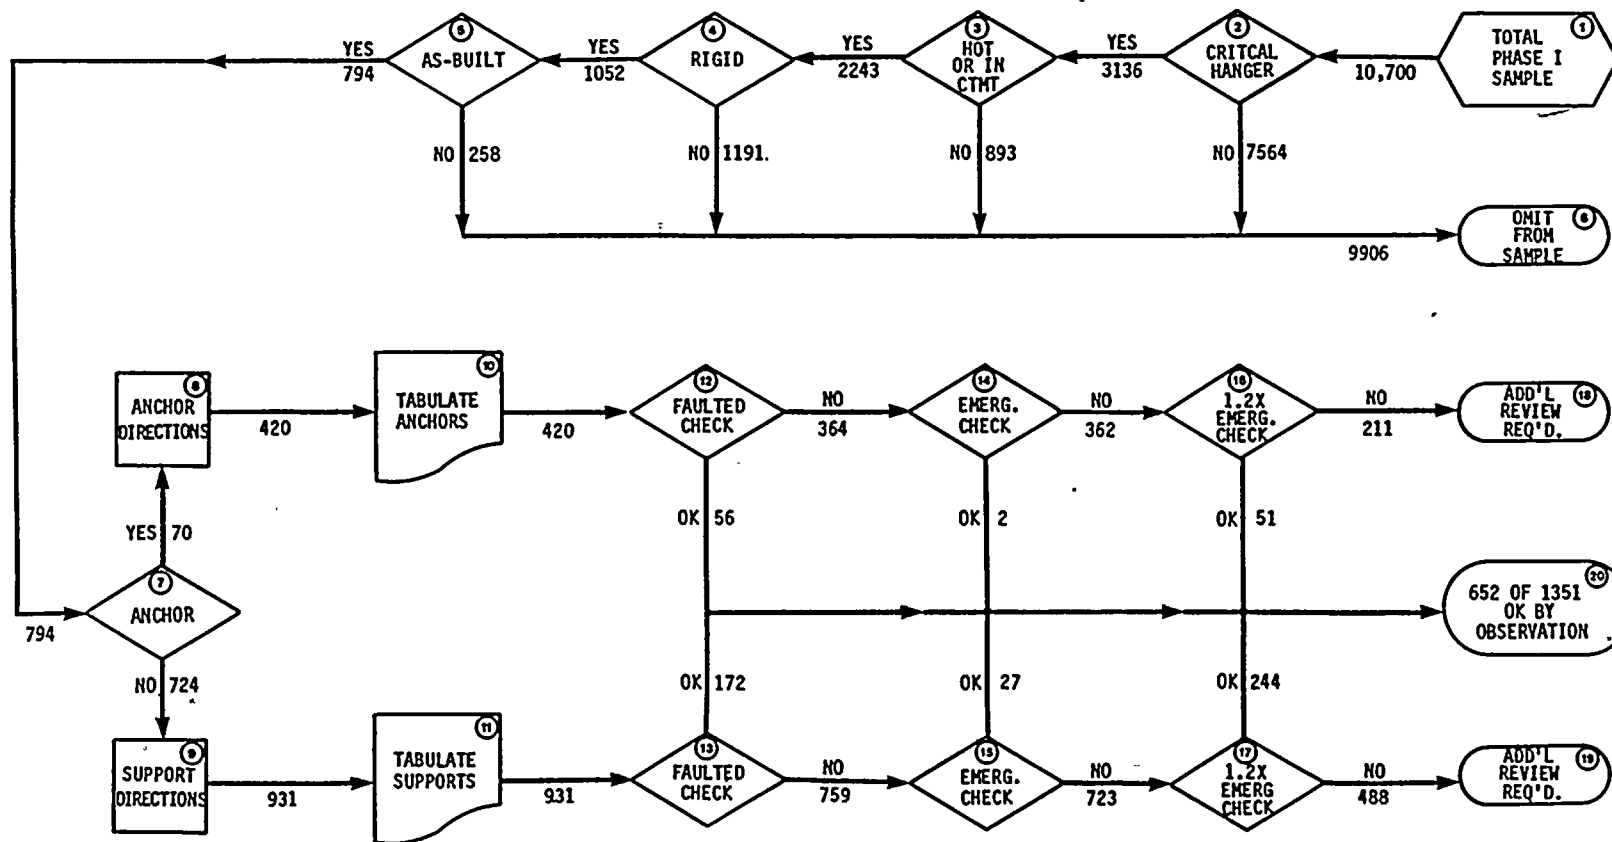 1
TOTAL
PHASE I
SAMPLE
10,700
2
CRITCAL
HANGER
YES
3136
NO 7564
3
HOT
OR IN
CTMT
YES
2243
NO 893
4
RIGID
YES
1052
NO 1191.
5
AS-BUILT
YES
794
NO 258
9906
6
OMIT
FROM
SAMPLE
794
7
ANCHOR
YES 70
NO 724
8
ANCHOR
DIRECTIONS
420
10
TABULATE
ANCHORS
420
12
FAULTED
CHECK
NO
364
14
EMERG.
CHECK
NO
362
16
1.2X
EMERG.
CHECK
NO
211
18
ADD'L
REVIEW
REQ'D.
OK 56
OK 2
OK 51
20
652 OF 1351
OK BY
OBSERVATION
OK 172
OK 27
OK 244
9
SUPPORT
DIRECTIONS
931
11
TABULATE
SUPPORTS
931
13
FAULTED
CHECK
NO
759
15
EMERG.
CHECK
NO
723
17
1.2X
EMERG
CHECK
NO
488
19
ADD'L
REVIEW
REQ'D.